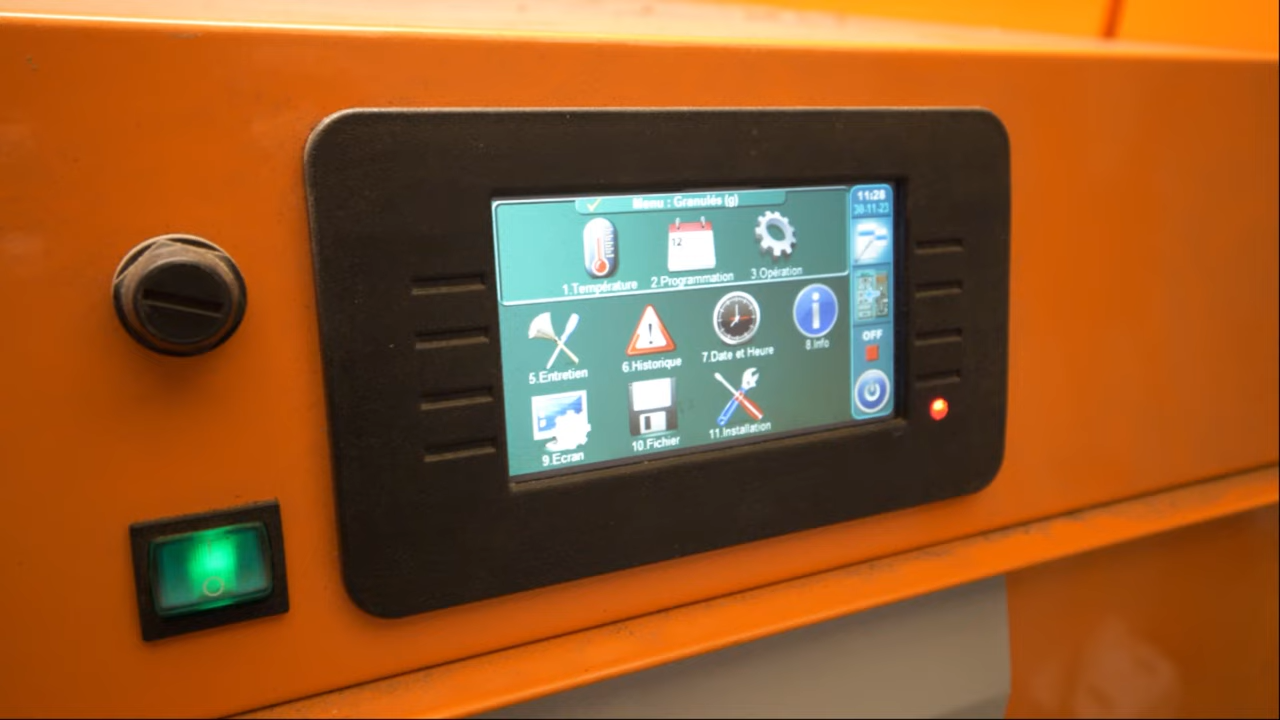 Menu : Granulés (g)
11:28
30-11-23
12
1.Température
2.Programmation
3.Opération
5.Entretien
6.Historique
7.Date et Heure
8.Info
OFF
9.Ecran
10.Fichier
11.Installation